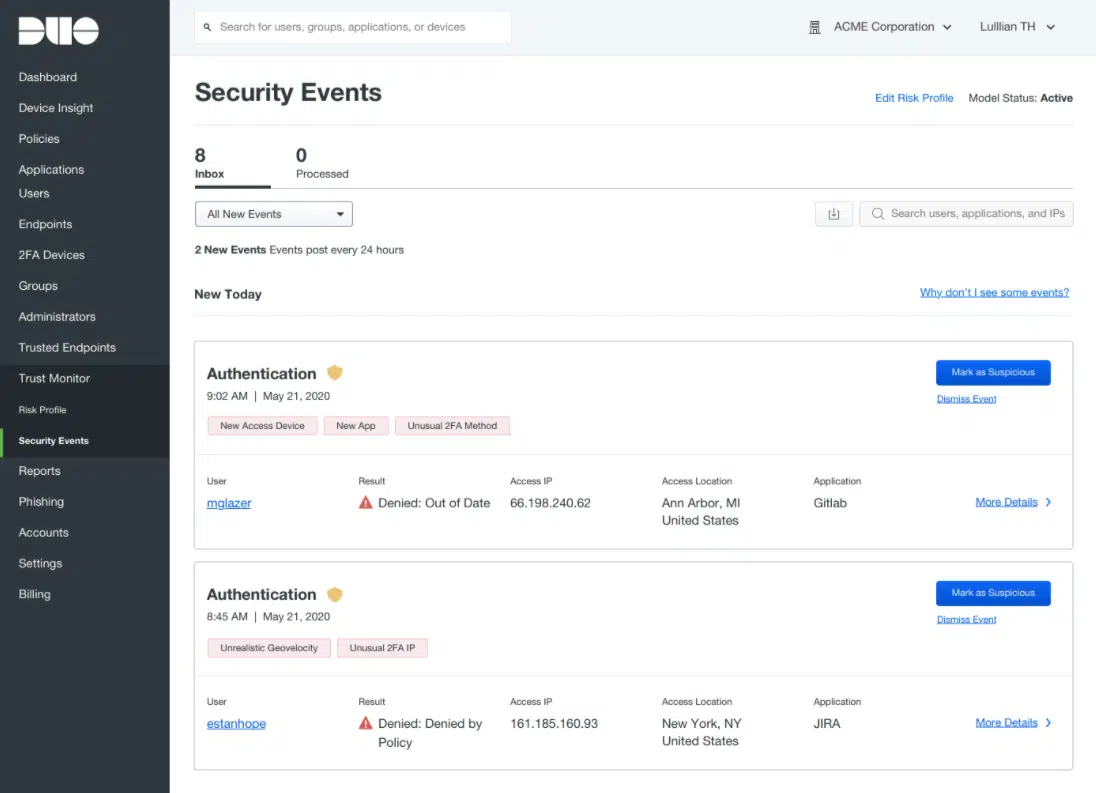 DUO
Search for users, groups, applications, or devices
ACME Corporation
Lulllian TH
Dashboard
Device Insight
Policies
Applications
Users
Endpoints
2FA Devices
Groups
Administrators
Trusted Endpoints
Trust Monitor
Risk Profile
Security Events
Reports
Phishing
Accounts
Settings
Billing
Security Events
Edit Risk Profile
Model Status: Active
8
Inbox
0
Processed
All New Events
Search users, applications, and IPs
2 New Events Events post every 24 hours
New Today
Why don't I see some events?
Authentication
9:02 AM | May 21, 2020
Mark as Suspicious
Dismiss Event
New Access Device
New App
Unusual 2FA Method
User
mglazer
Result
Denied: Out of Date
Access IP
66.198.240.62
Access Location
Ann Arbor, MI
United States
Application
Gitlab
More Details
Authentication
8:45 AM | May 21, 2020
Mark as Suspicious
Dismiss Event
Unrealistic Geovelocity
Unusual 2FA IP
User
estanhope
Result
Denied: Denied by
Policy
Access IP
161.185.160.93
Access Location
New York, NY
United States
Application
JIRA
More Details